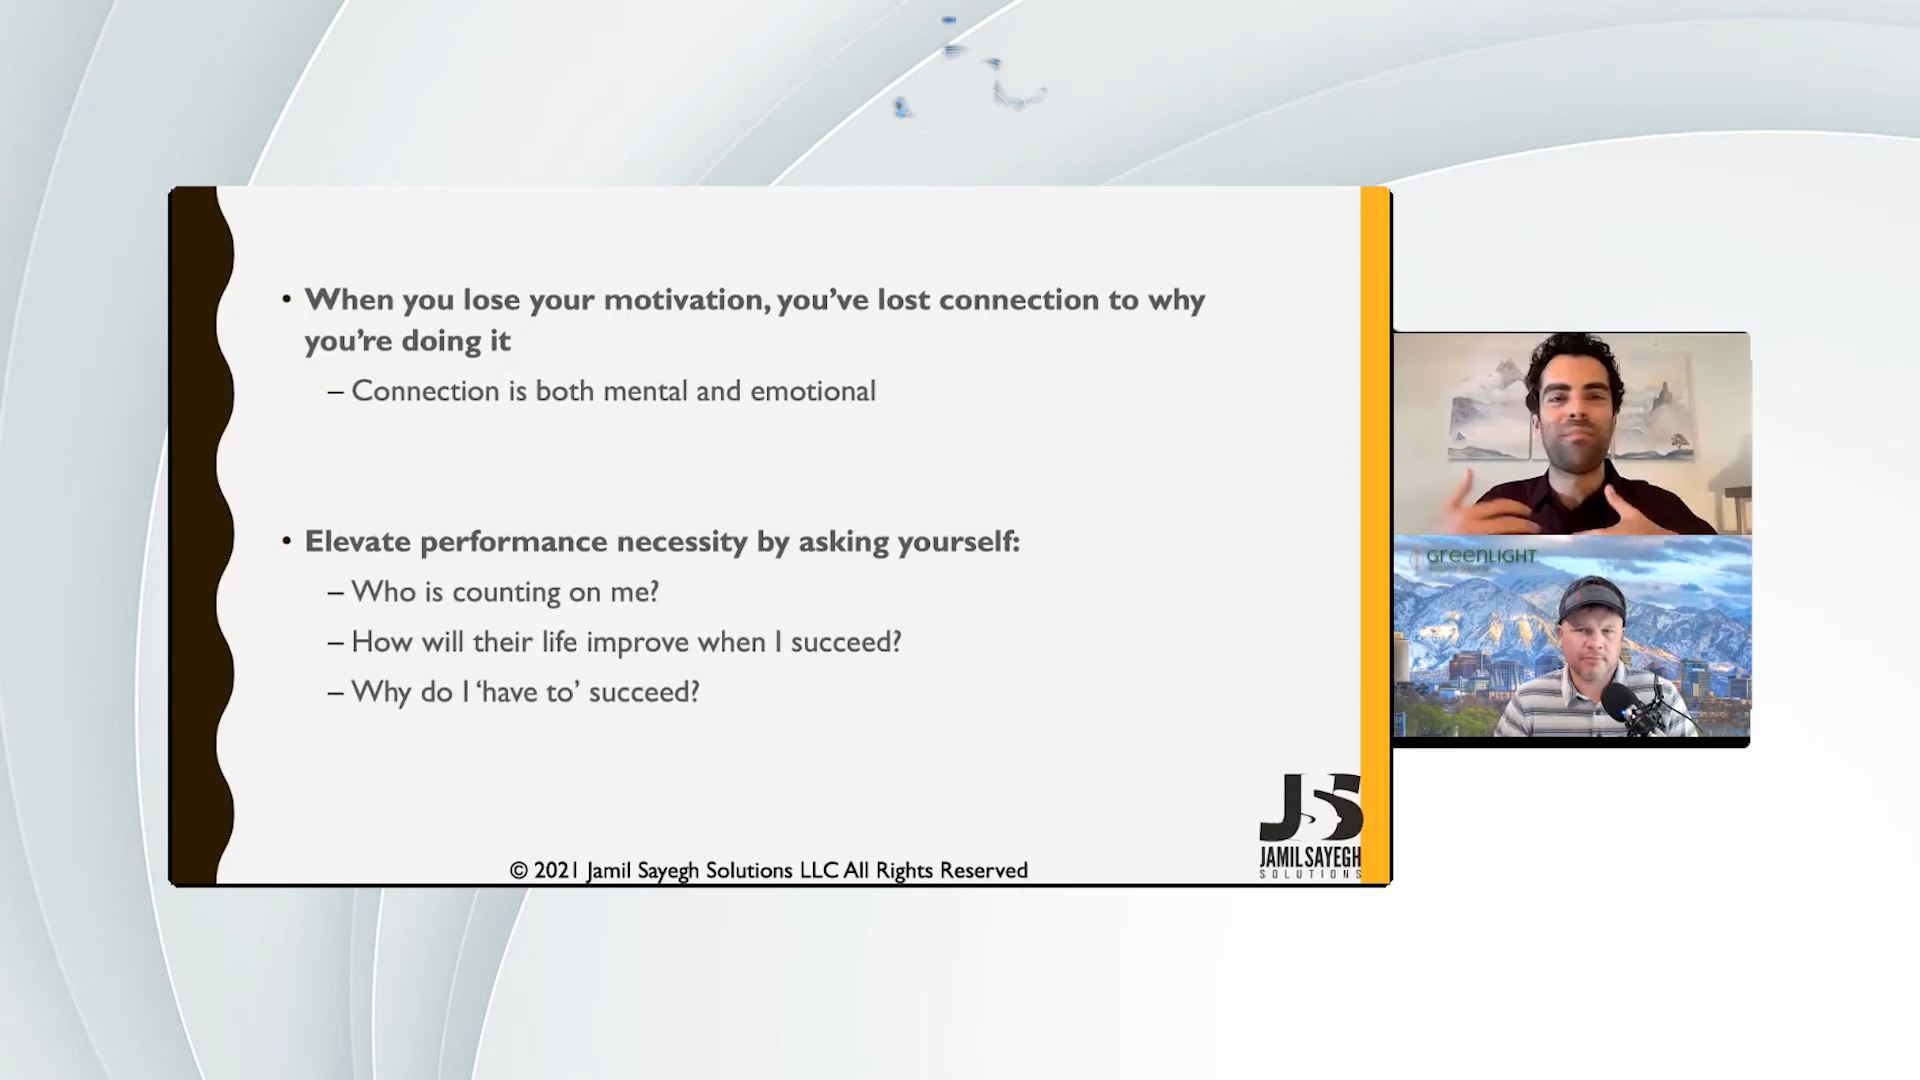 • When you lose your motivation, you’ve lost connection to why
you’re doing it
– Connection is both mental and emotional
• Elevate performance necessity by asking yourself:
– Who is counting on me?
– How will their life improve when I succeed?
– Why do I ‘have to’ succeed?
GreenLIGHT
JSS
JAMIL SAYEGH
SOLUTIONS
© 2021 Jamil Sayegh Solutions LLC All Rights Reserved